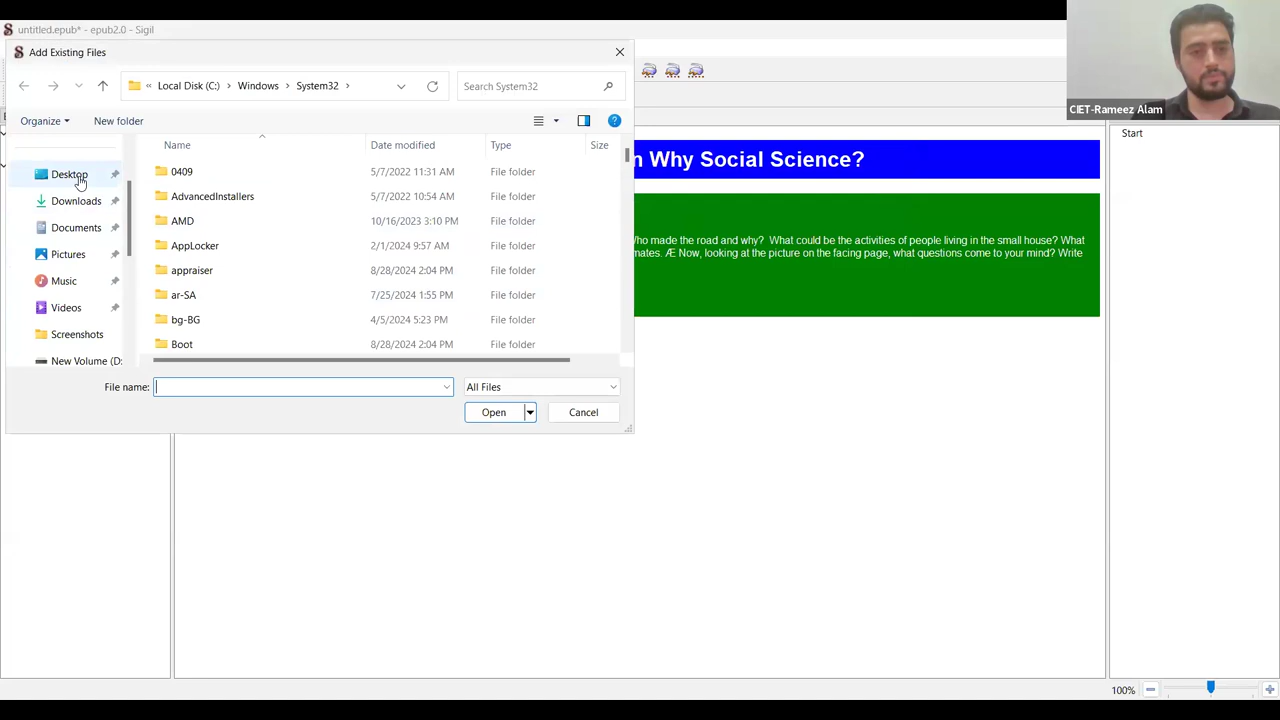 untitled.epub* - epub2.0 - Sigil
Add Existing Files
« Local Disk (C:) > Windows > System32 >
Search System32
Organize
New folder
Name Date modified Type Size
Desktop
Downloads
Documents
Pictures
Music
Videos
Screenshots
New Volume (D:
0409 5/7/2022 11:31 AM File folder
AdvancedInstallers 5/7/2022 10:54 AM File folder
AMD 10/16/2023 3:10 PM File folder
AppLocker 2/1/2024 9:57 AM File folder
appraiser 8/28/2024 2:04 PM File folder
ar-SA 7/25/2024 1:55 PM File folder
bg-BG 4/5/2024 5:23 PM File folder
Boot 8/28/2024 2:04 PM File folder
File name:
All Files
Open
Cancel
n Why Social Science?
ho made the road and why? What could be the activities of people living in the small house? What
mates. Æ Now, looking at the picture on the facing page, what questions come to your mind? Write
CIET-Rameez Alam
Start
100%